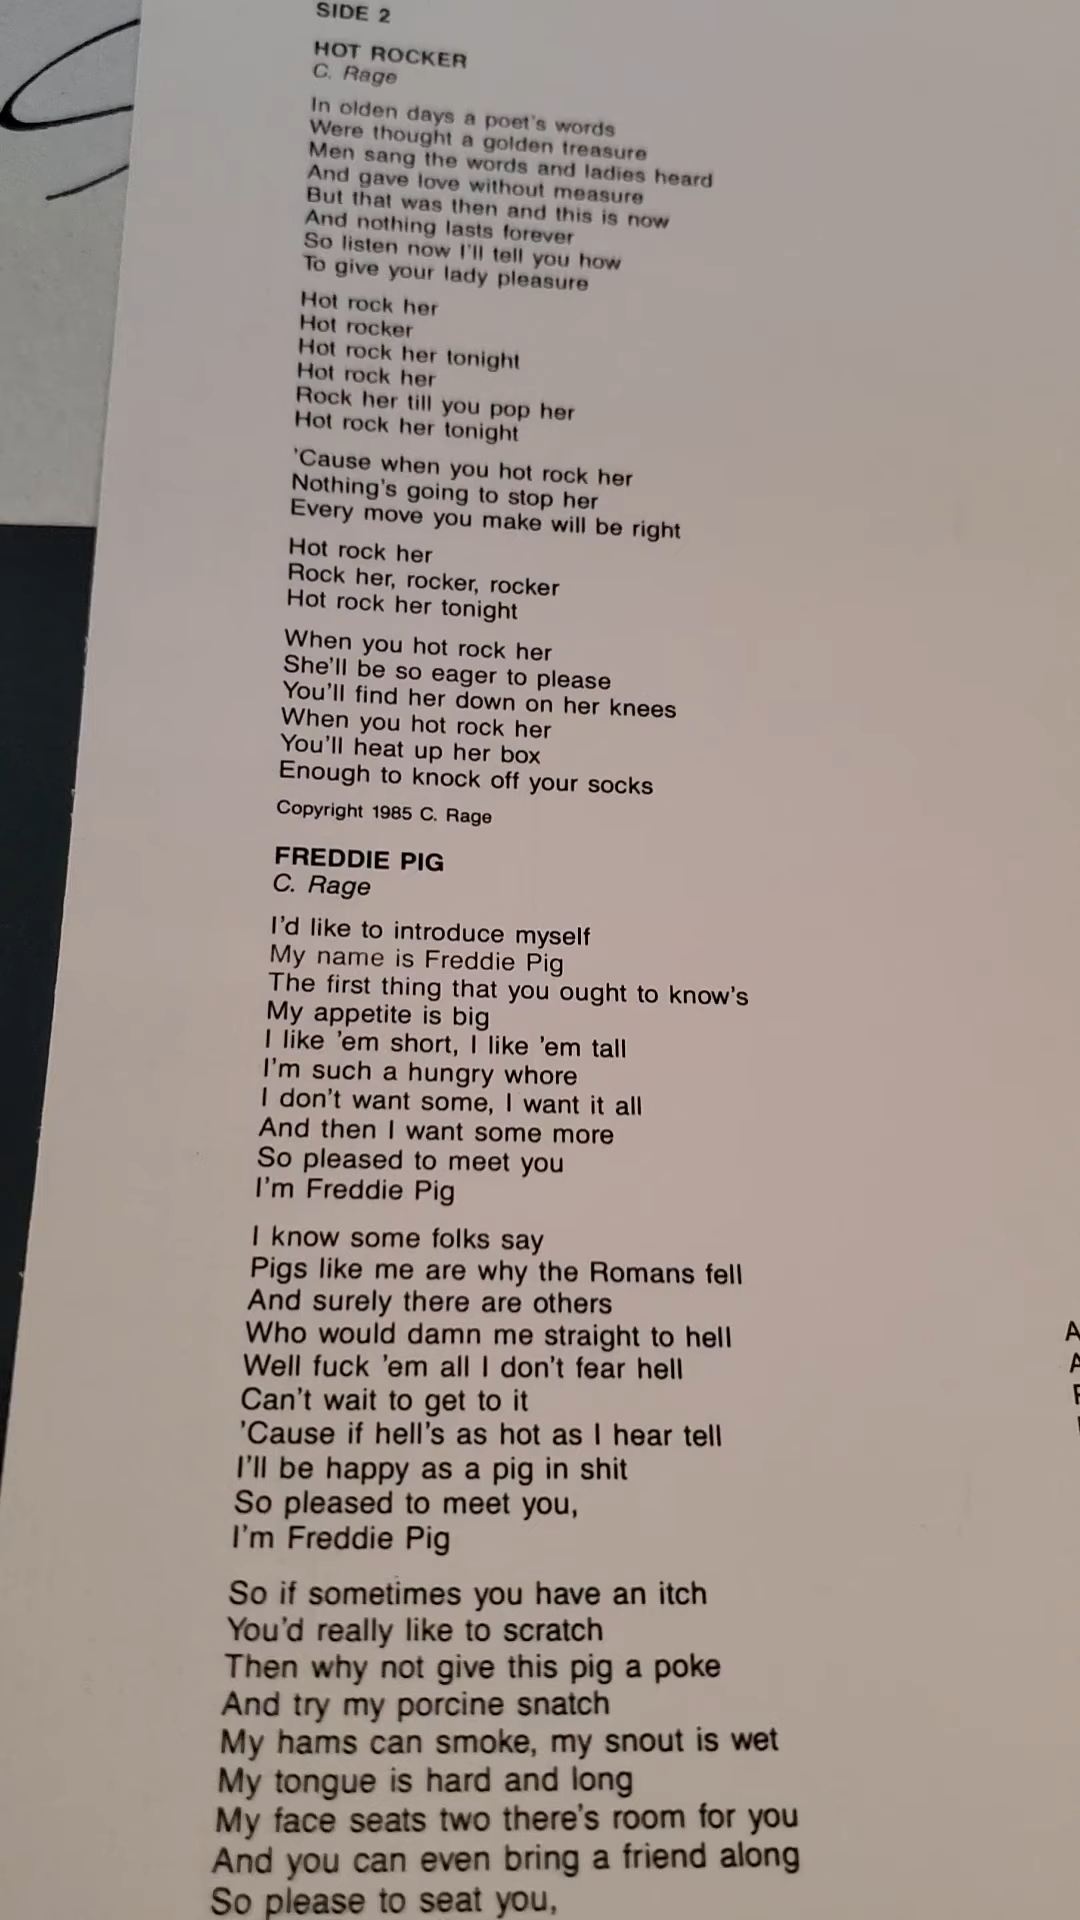 SIDE 2
HOT ROCKER
C. Rage
In olden days a poet's words
Were thought a golden treasure
Men sang the words and ladies heard
And gave love without measure
But that was then and this is now
And nothing lasts forever
So listen now I'll tell you how
To give your lady pleasure
Hot rock her
Hot rocker
Hot rock her tonight
Hot rock her
Rock her till you pop her
Hot rock her tonight
'Cause when you hot rock her
Nothing's going to stop her
Every move you make will be right
Hot rock her
Rock her, rocker, rocker
Hot rock her tonight
When you hot rock her
She'll be so eager to please
You'll find her down on her knees
When you hot rock her
You'll heat up her box
Enough to knock off your socks
Copyright 1985 C. Rage
FREDDIE PIG
C. Rage
I'd like to introduce myself
My name is Freddie Pig
The first thing that you ought to know's
My appetite is big
I like 'em short, I like 'em tall
I'm such a hungry whore
I don't want some, I want it all
And then I want some more
So pleased to meet you
I'm Freddie Pig
I know some folks say
Pigs like me are why the Romans fell
And surely there are others
Who would damn me straight to hell
Well fuck 'em all I don't fear hell
Can't wait to get to it
'Cause if hell's as hot as I hear tell
I'll be happy as a pig in shit
So pleased to meet you,
I'm Freddie Pig
So if sometimes you have an itch
You'd really like to scratch
Then why not give this pig a poke
And try my porcine snatch
My hams can smoke, my snout is wet
My tongue is hard and long
My face seats two there's room for you
And you can even bring a friend along
So please to seat you,